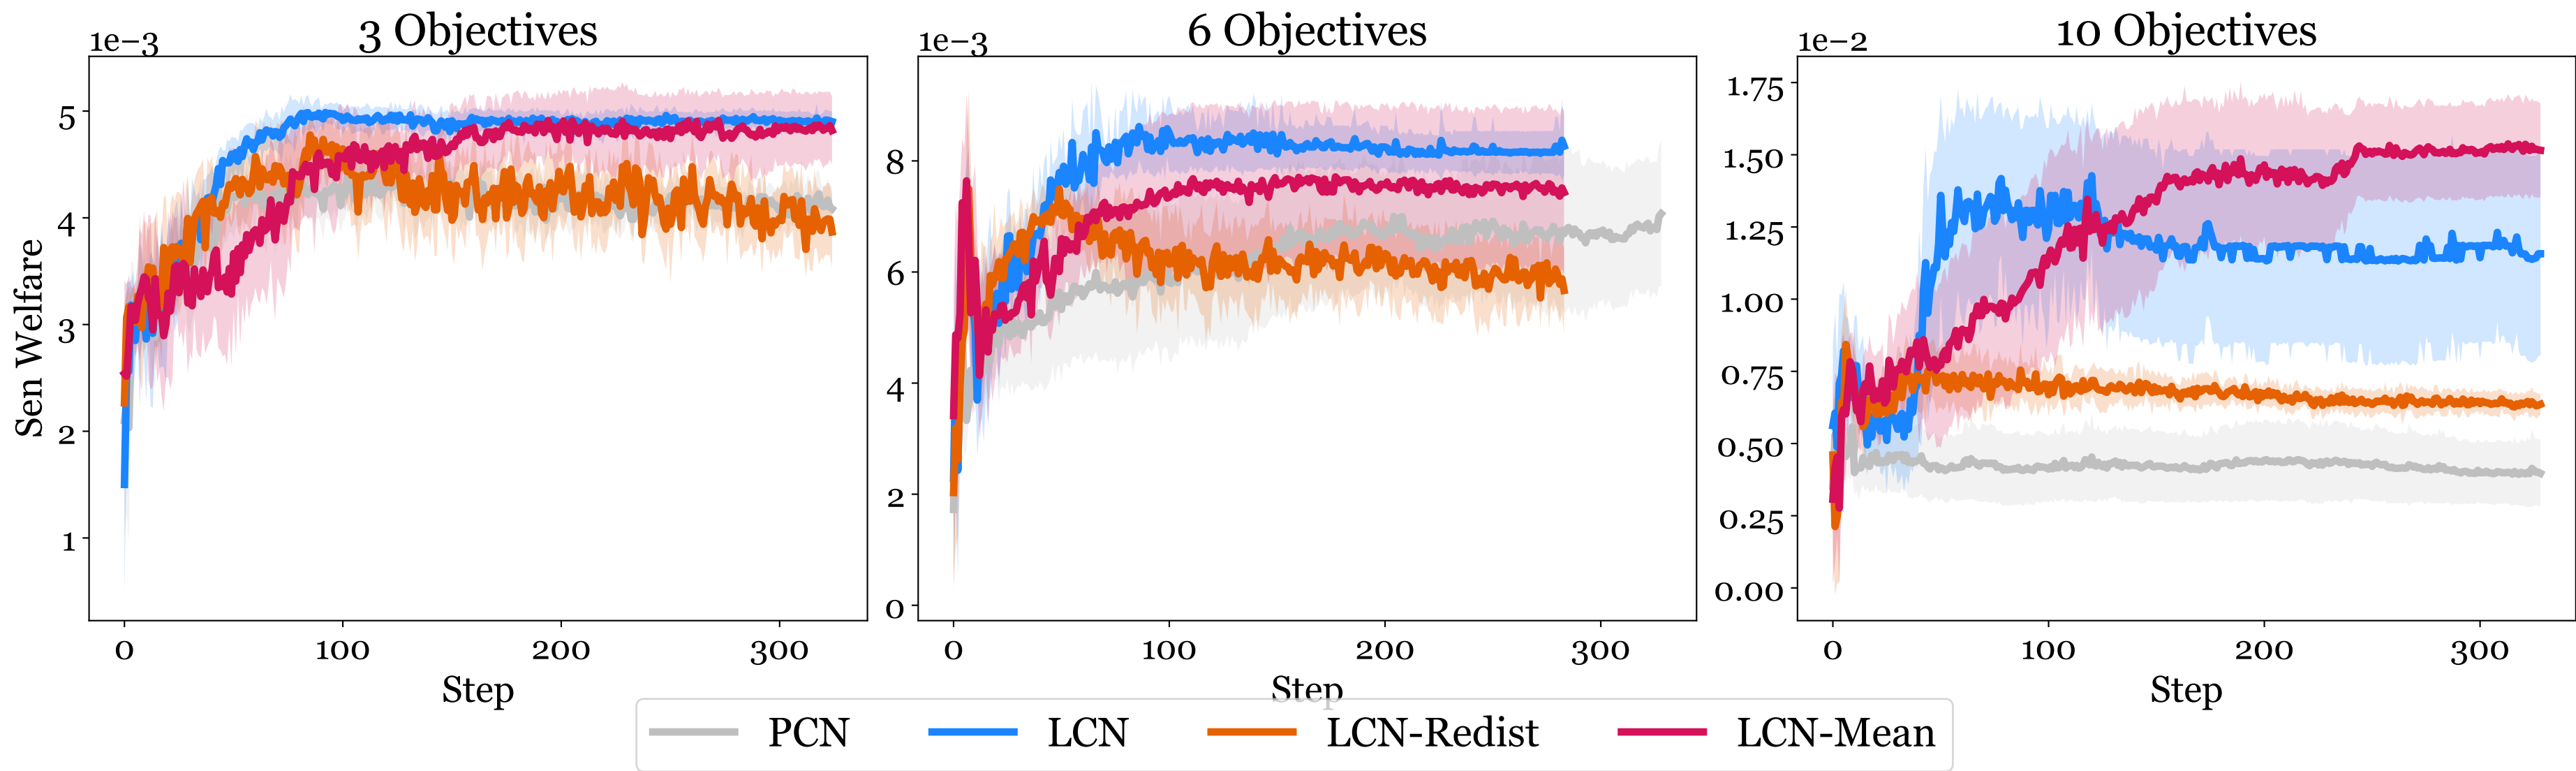 3 Objectives
1e−3
5
4
3
2
1
Sen Welfare
0 100 200 300
Step
6 Objectives
1e−3
8
6
4
2
0
0 100 200 300
Step
10 Objectives
1e−2
1.75
1.50
1.25
1.00
0.75
0.50
0.25
0.00
0 100 200 300
Step
PCN LCN LCN-Redist LCN-Mean